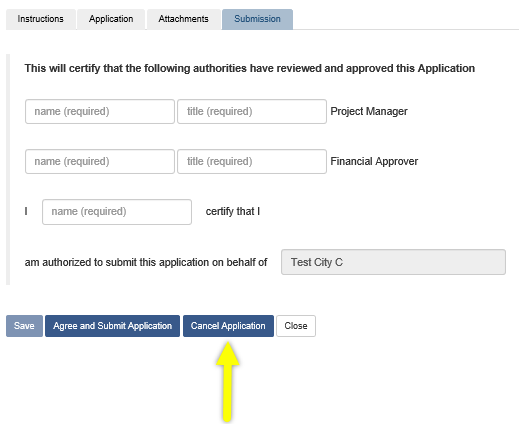 Instructions Application Attachments Submission
This will certify that the following authorities have reviewed and approved this Application
name (required) title (required) Project Manager
name (required) title (required) Financial Approver
I name (required) certify that I
am authorized to submit this application on behalf of Test City C
Save Agree and Submit Application Cancel Application Close